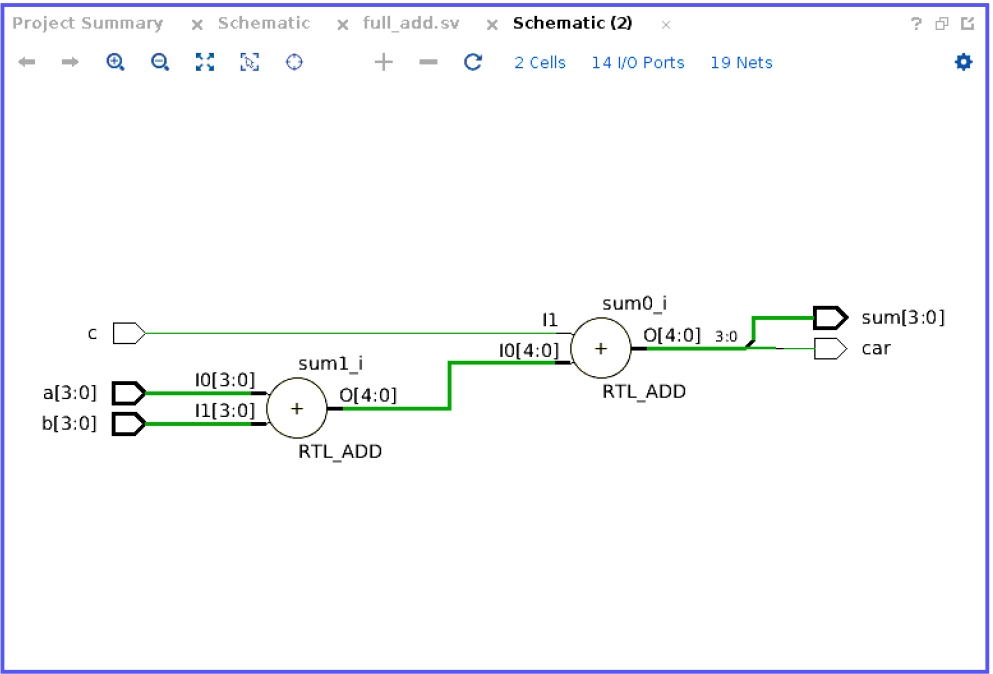 Project Summary × Schematic × full_add.sv × Schematic (2) × ?
2 Cells 14 I/O Ports 19 Nets
sum0_i
I1
c
sum[3:0]
O[4:0] 3:0
+
car
I0[4:0]
sum1_i
RTL_ADD
I0[3:0]
a[3:0]
O[4:0]
+
I1[3:0]
b[3:0]
RTL_ADD